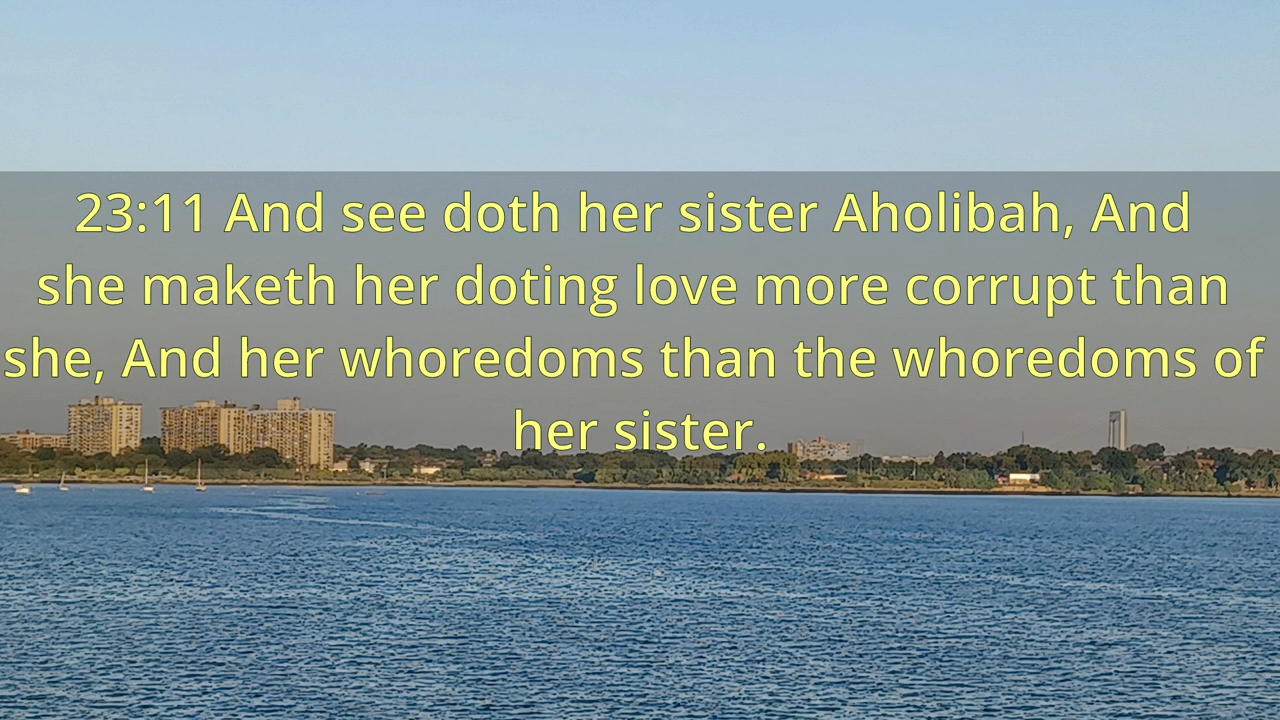 23:11 And see doth her sister Aholibah, And
she maketh her doting love more corrupt than
she, And her whoredoms than the whoredoms of
her sister.